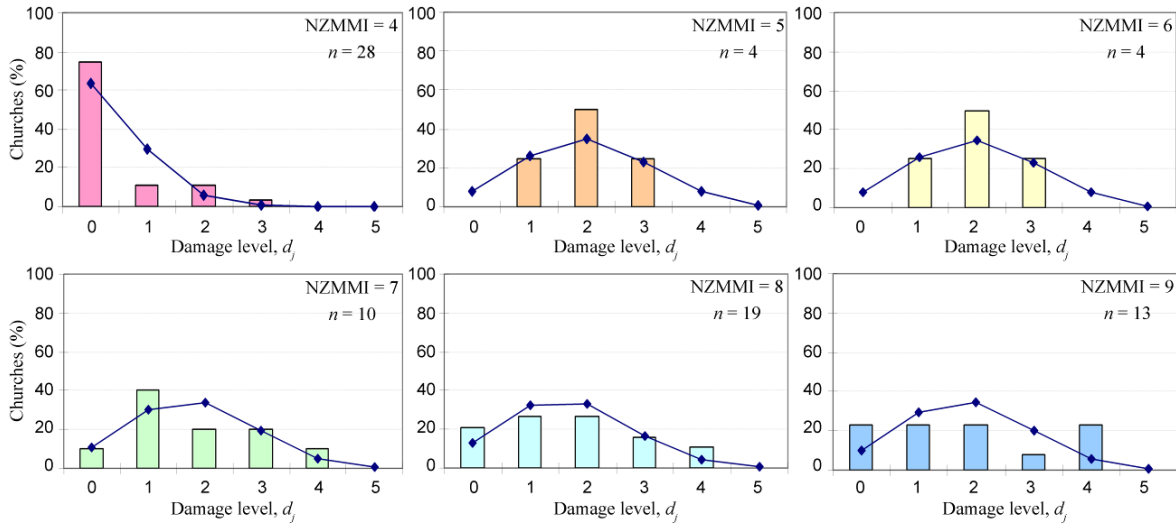 NZMMI = 4
n = 28
100
80
60
40
20
0
Churches (%)
0 1 2 3 4 5
Damage level, dj
NZMMI = 5
n = 4
100
80
60
40
20
0
0 1 2 3 4 5
Damage level, dj
NZMMI = 6
n = 4
100
80
60
40
20
0
0 1 2 3 4 5
Damage level, dj
NZMMI = 7
n = 10
100
80
60
40
20
0
Churches (%)
0 1 2 3 4 5
Damage level, dj
NZMMI = 8
n = 19
100
80
60
40
20
0
0 1 2 3 4 5
Damage level, dj
NZMMI = 9
n = 13
100
80
60
40
20
0
0 1 2 3 4 5
Damage level, dj